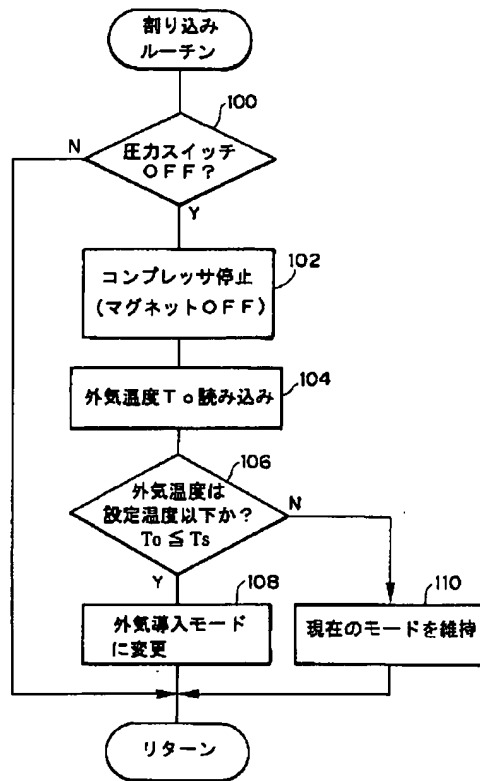 割り込み
ルーチン
100
N
圧力スイッチ
OFF?
Y
102
コンプレッサ停止
(マグネットOFF)
104
外気温度To読み込み
106
外気温度は
設定温度以下か?
To≦Ts
N
Y
108
外気導入モード
に変更
110
現在のモードを維持
リターン